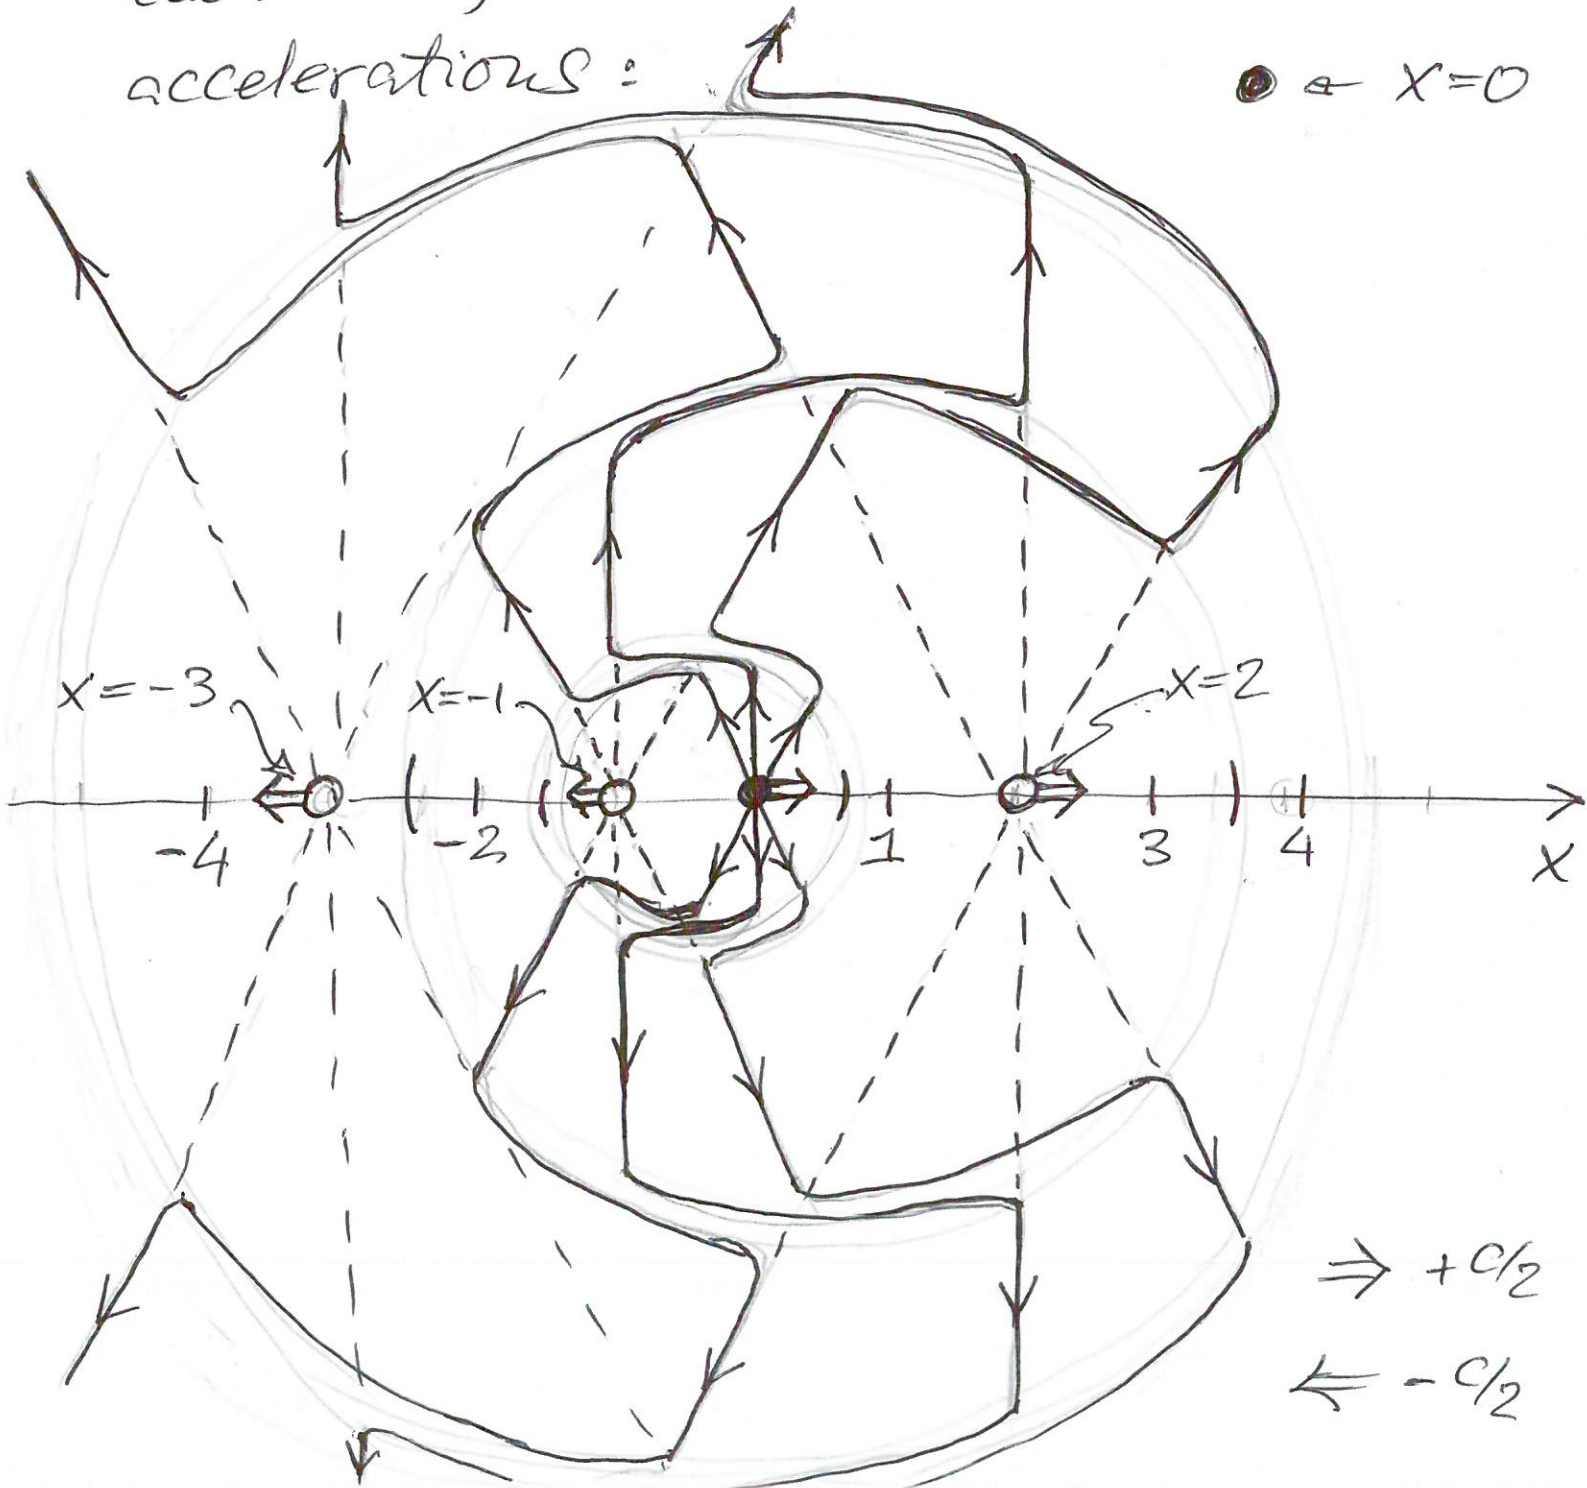 accelerations:
● ← X=0
X=-3
X=-1
X=2
-4
-2
1
3
4
X
⇒ +C/2
⇐ -C/2